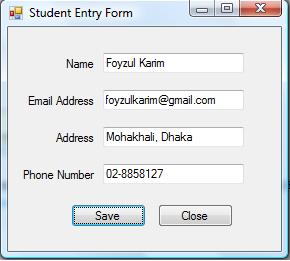 Student Entry Form
Name Foyzul Karim
Email Address foyzulkarim@gmail.com
Address Mohakhali, Dhaka
Phone Number 02-8858127
Save Close